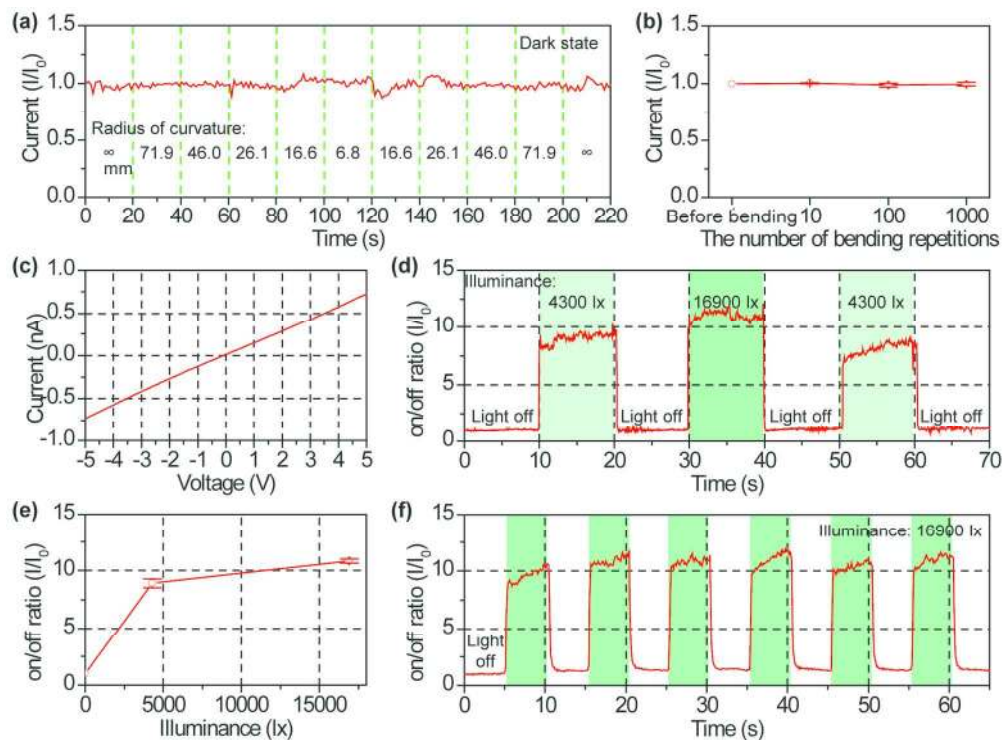 (a)
1.5
1.0
0.5
0.0
Current (I/I₀)
Dark state
Radius of curvature:
∞ 71.9 46.0 26.1 16.6 6.8 16.6 26.1 46.0 71.9 ∞
mm
0 20 40 60 80 100 120 140 160 180 200 220
Time (s)
(b)
1.5
1.0
0.5
0.0
Current (I/I₀)
Before bending 10 100 1000
The number of bending repetitions
(c)
1.0
0.5
0.0
-0.5
-1.0
Current (nA)
-5 -4 -3 -2 -1 0 1 2 3 4 5
Voltage (V)
(d)
15
10
5
0
on/off ratio (I/I₀)
Illuminance:
4300 lx 16900 lx 4300 lx
Light off Light off Light off Light off
0 10 20 30 40 50 60 70
Time (s)
(e)
15
10
5
0
on/off ratio (I/I₀)
0 5000 10000 15000
Illuminance (lx)
(f)
15
10
5
0
on/off ratio (I/I₀)
Illuminance: 16900 lx
Light
off
0 10 20 30 40 50 60
Time (s)